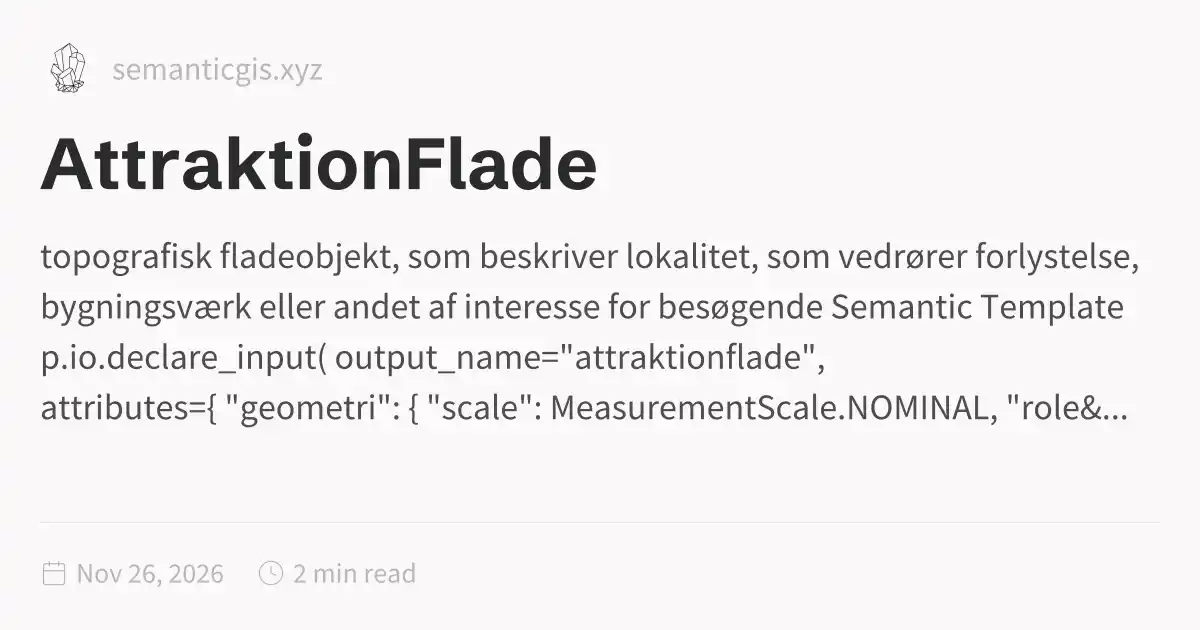 semanticgis.xyz
AttraktionFlade
topografisk fladeobjekt, som beskriver lokalitet, som vedrører forlystelse,
bygningsværk eller andet af interesse for besøgende Semantic Template
p.io.declare_input( output_name="attraktionflade",
attributes={ "geometri": { "scale": MeasurementScale.NOMINAL, "role&...
Nov 26, 2026 2 min read